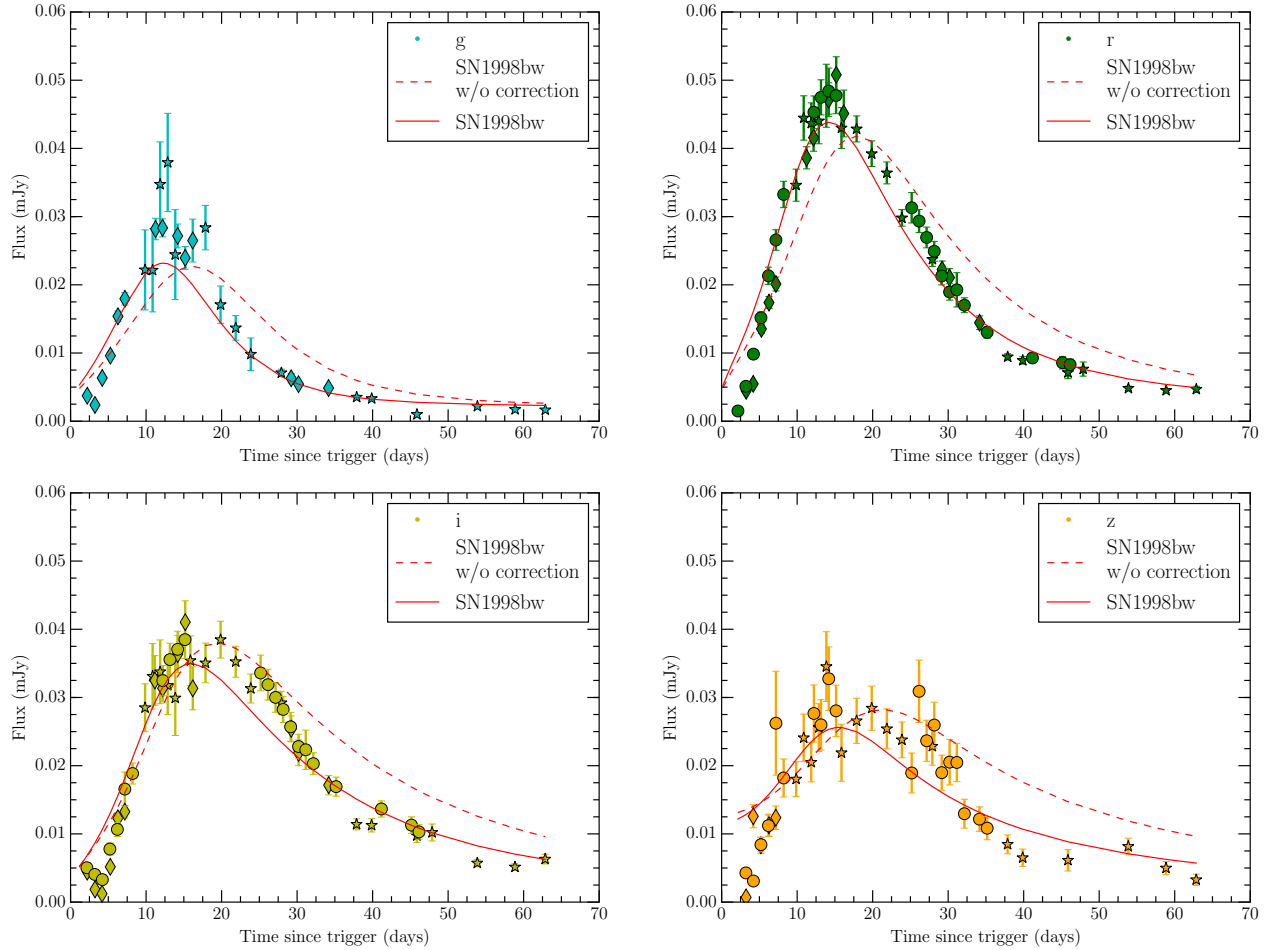 0.06
0.05
0.04
0.03
0.02
0.01
0.00
Flux (mJy)
g
SN1998bw
w/o correction
SN1998bw
0 10 20 30 40 50 60 70
Time since trigger (days)
0.06
0.05
0.04
0.03
0.02
0.01
0.00
Flux (mJy)
r
SN1998bw
w/o correction
SN1998bw
0 10 20 30 40 50 60 70
Time since trigger (days)
0.06
0.05
0.04
0.03
0.02
0.01
0.00
Flux (mJy)
i
SN1998bw
w/o correction
SN1998bw
0 10 20 30 40 50 60 70
Time since trigger (days)
0.06
0.05
0.04
0.03
0.02
0.01
0.00
Flux (mJy)
z
SN1998bw
w/o correction
SN1998bw
0 10 20 30 40 50 60 70
Time since trigger (days)